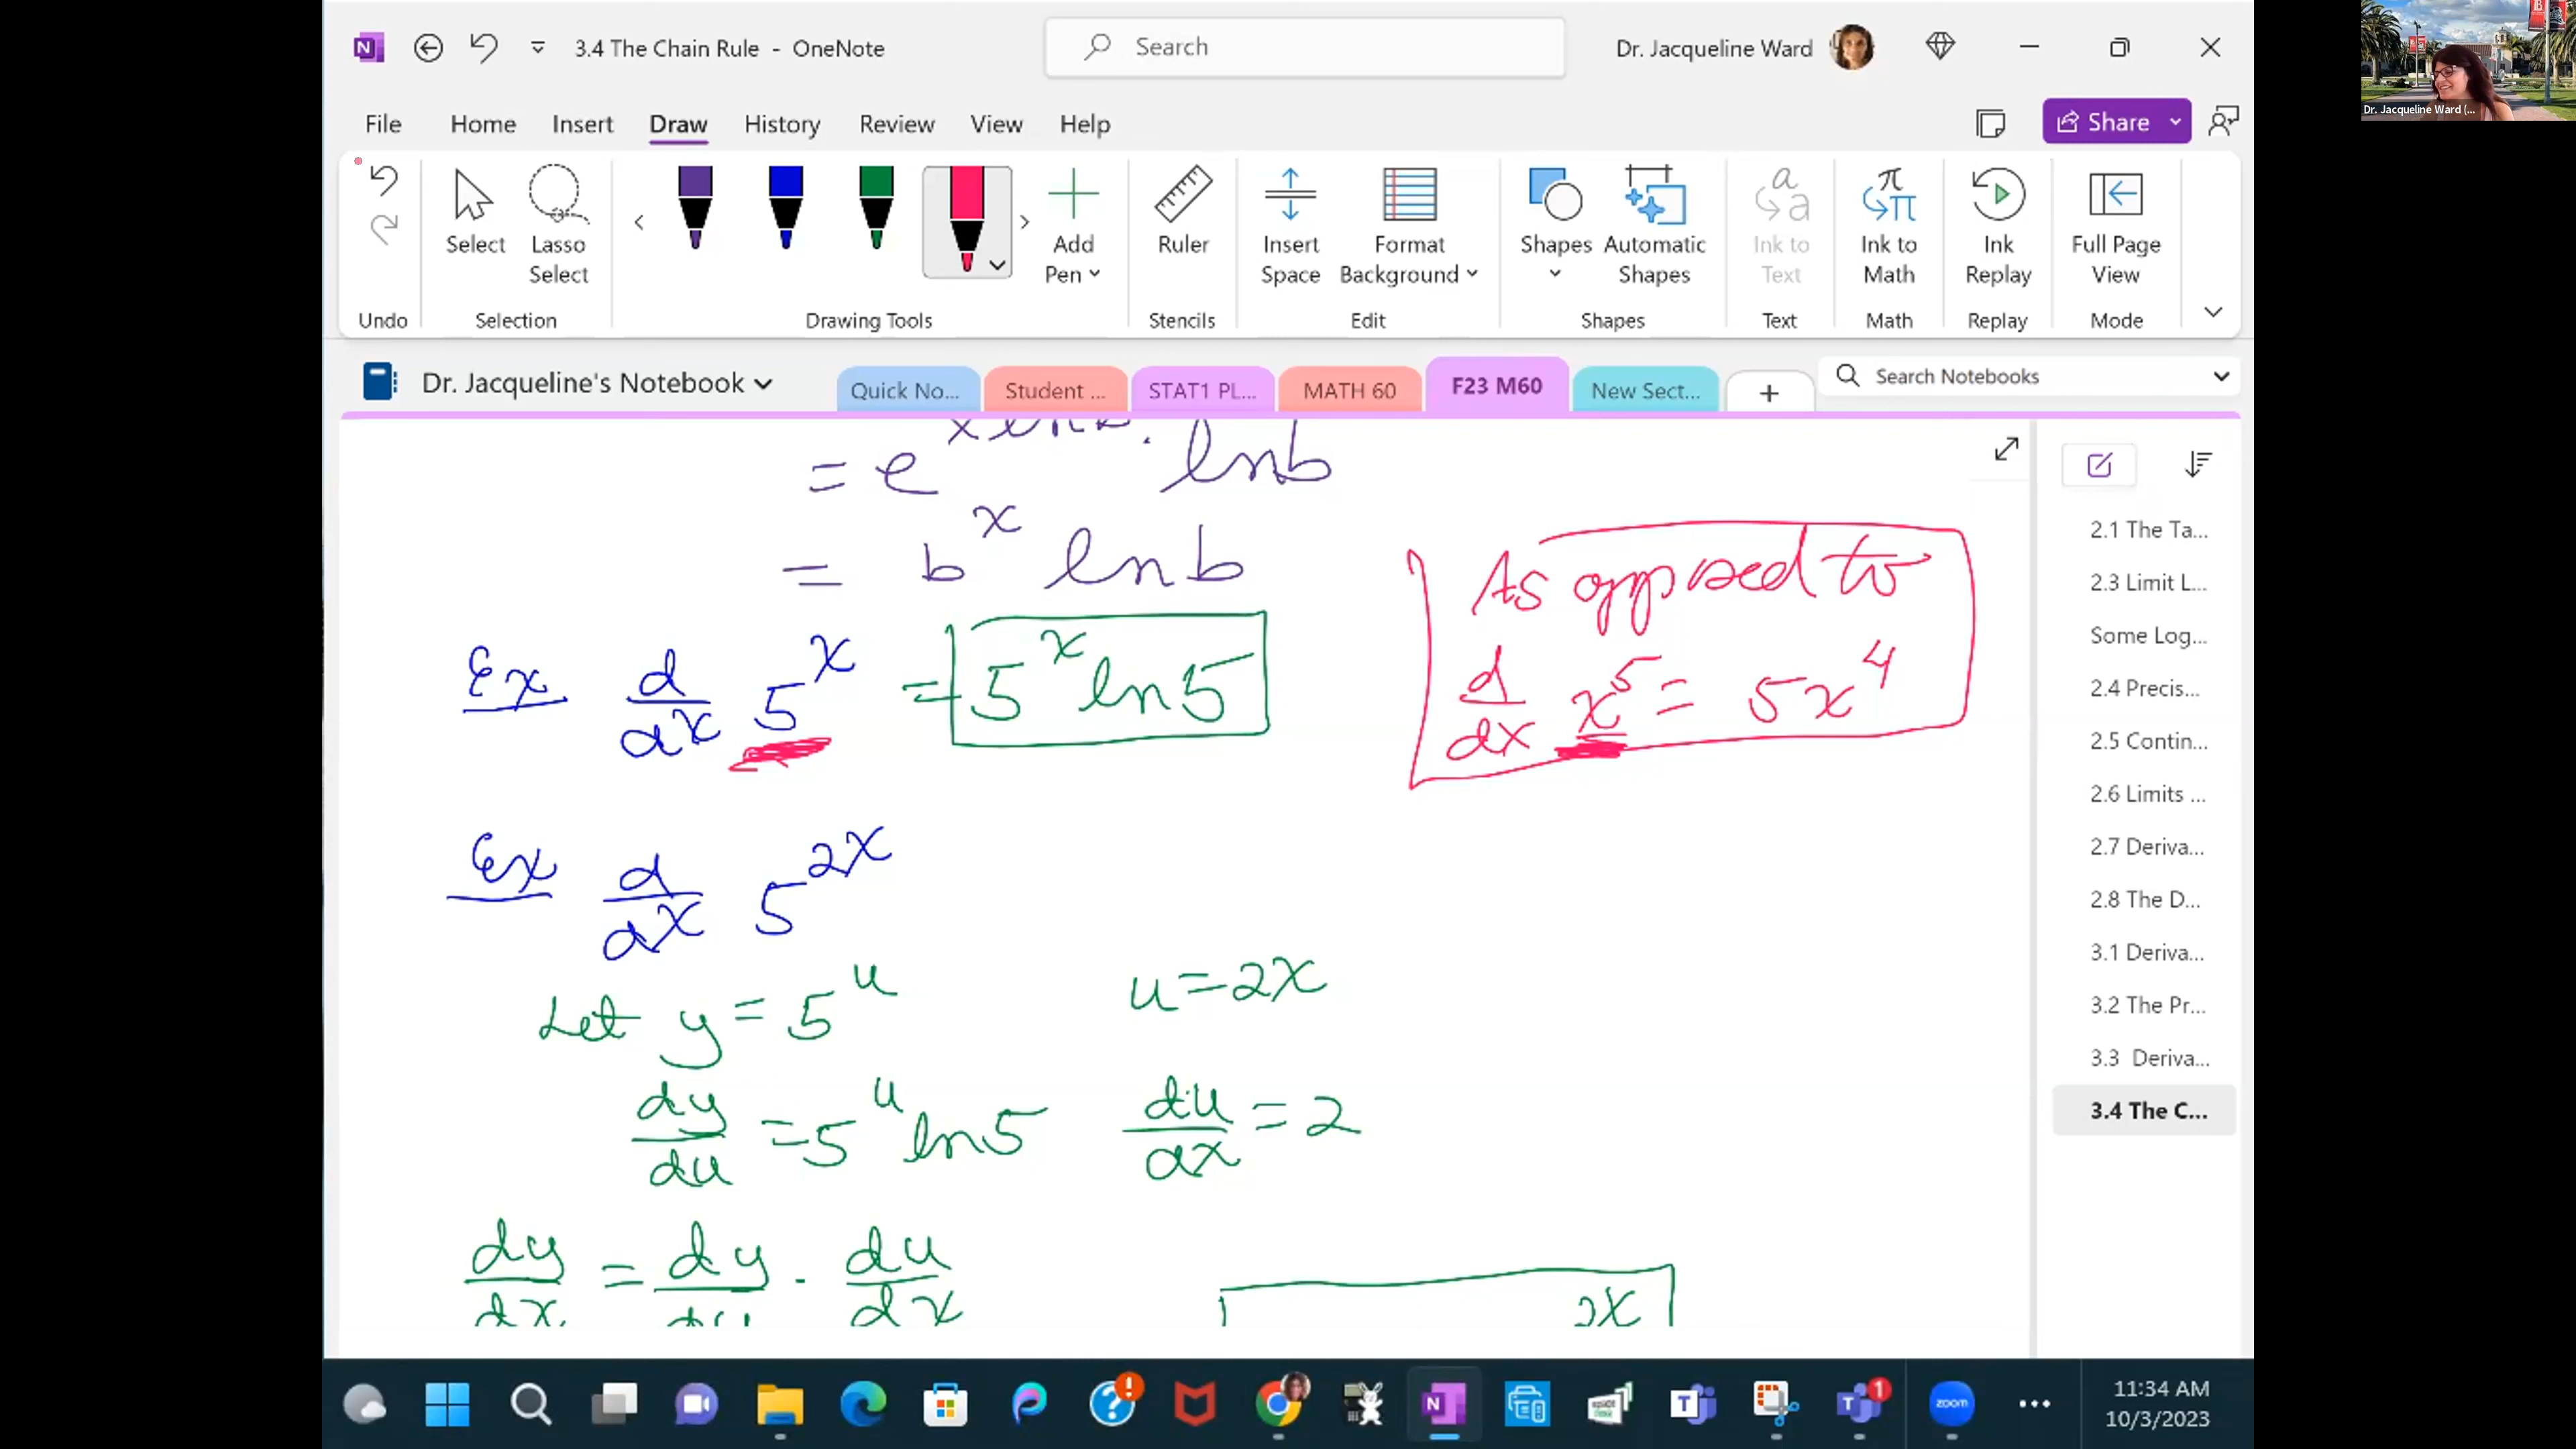 3.4 The Chain Rule - OneNote
Search
Dr. Jacqueline Ward
Dr. Jacqueline Ward (...
File Home Insert Draw History Review View Help
Share
Select
Lasso Select
Add Pen
Ruler
Insert Space
Format Background
Shapes
Automatic Shapes
Ink to Text
Ink to Math
Ink Replay
Full Page View
Undo Selection Drawing Tools Stencils Edit Shapes Text Math Replay Mode
Dr. Jacqueline's Notebook
Quick No... Student ... STAT1 PL... MATH 60 F23 M60 New Sect... +
Search Notebooks
= e^{x ln b} · ln b
= b^x ln b
As opposed to
d/dx x^5 = 5x^4
Ex d/dx 5^x = 5^x ln 5
Ex d/dx 5^{2x}
Let y = 5^u u = 2x
dy/du = 5^u ln 5 du/dx = 2
dy/dx = dy/du · du/dx
2x
2.1 The Ta...
2.3 Limit L...
Some Log...
2.4 Precis...
2.5 Contin...
2.6 Limits ...
2.7 Deriva...
2.8 The D...
3.1 Deriva...
3.2 The Pr...
3.3 Deriva...
3.4 The C...
zoom
11:34 AM
10/3/2023